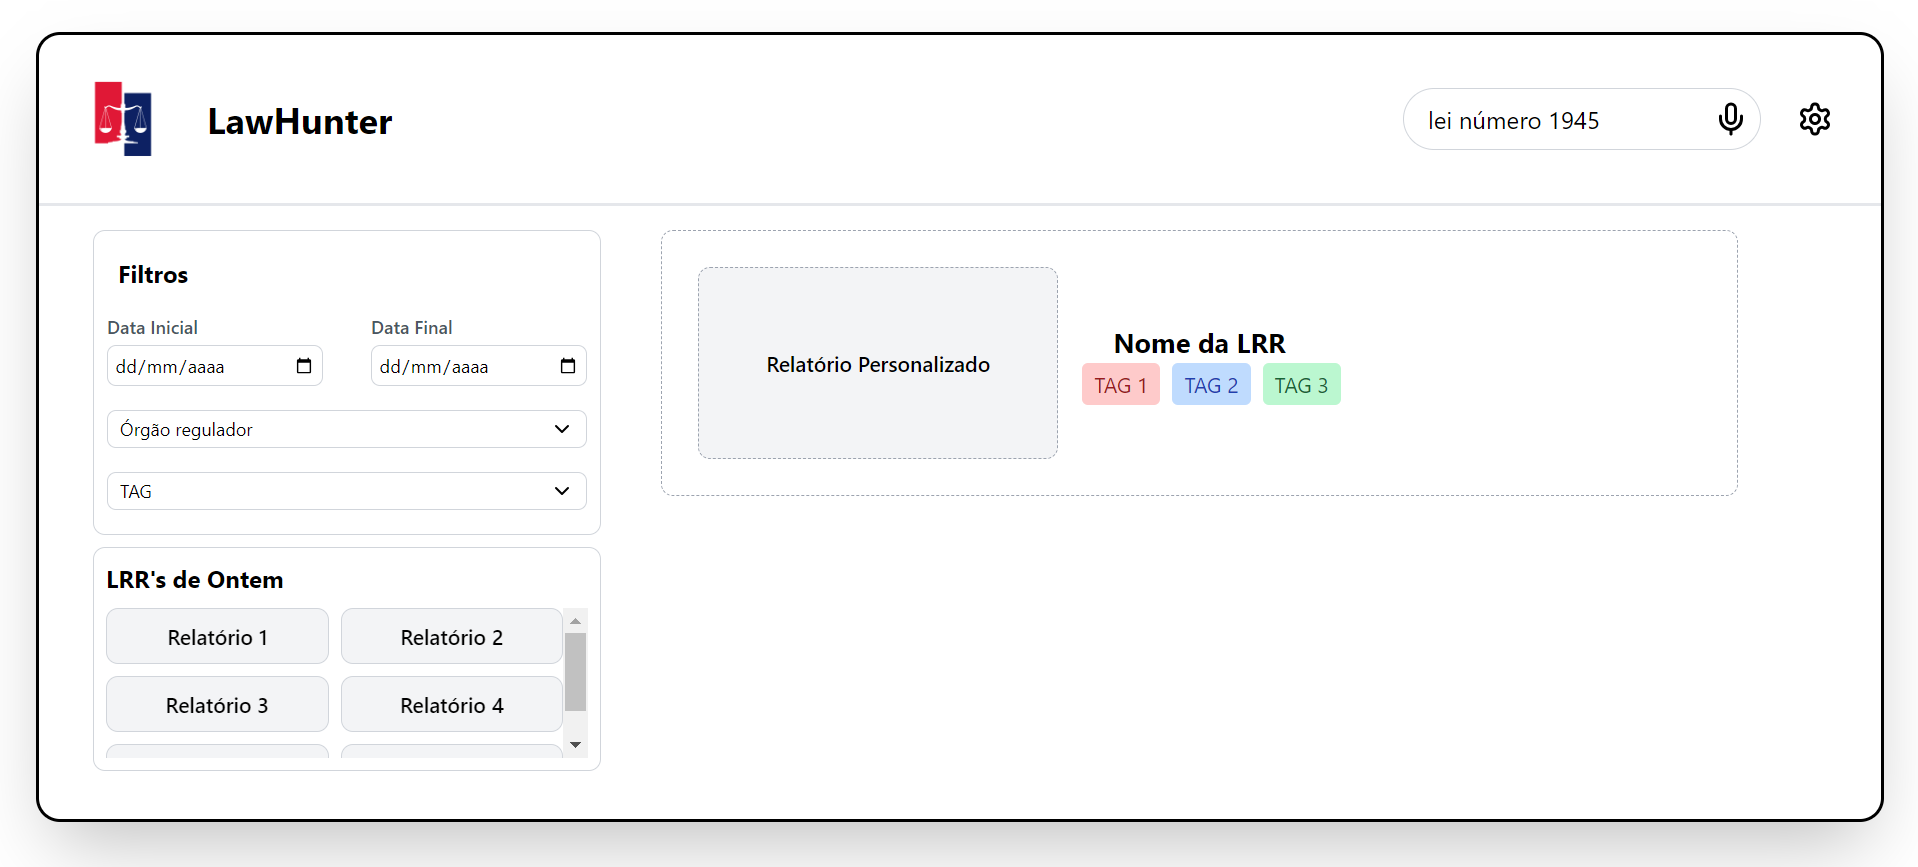 LawHunter
lei número 1945
Filtros
Data Inicial
Data Final
dd/mm/aaaa
dd/mm/aaaa
Órgão regulador
TAG
LRR's de Ontem
Relatório 1
Relatório 2
Relatório 3
Relatório 4
Relatório Personalizado
Nome da LRR
TAG 1
TAG 2
TAG 3